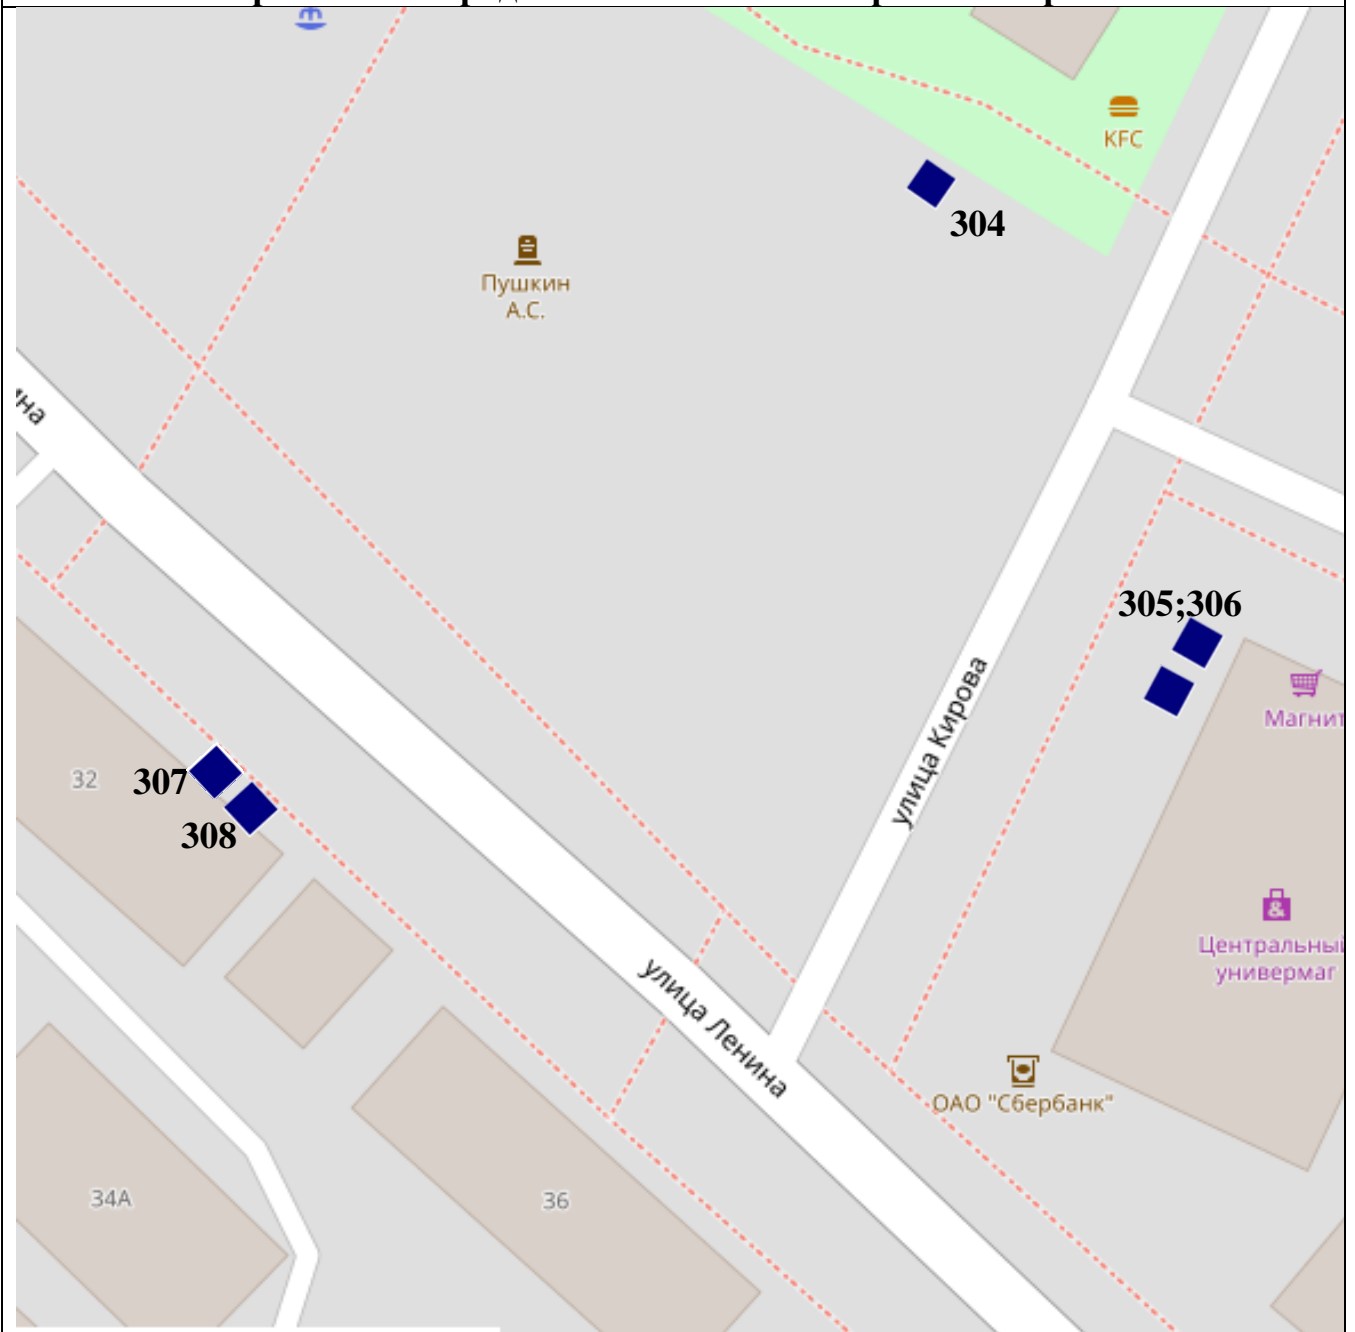 KFC
304
Пушкин
А.С.
305;306
Магнит
улица Кирова
32
307
308
Центральный
универмаг
улица Ленина
ОАО "Сбербанк"
34А
36